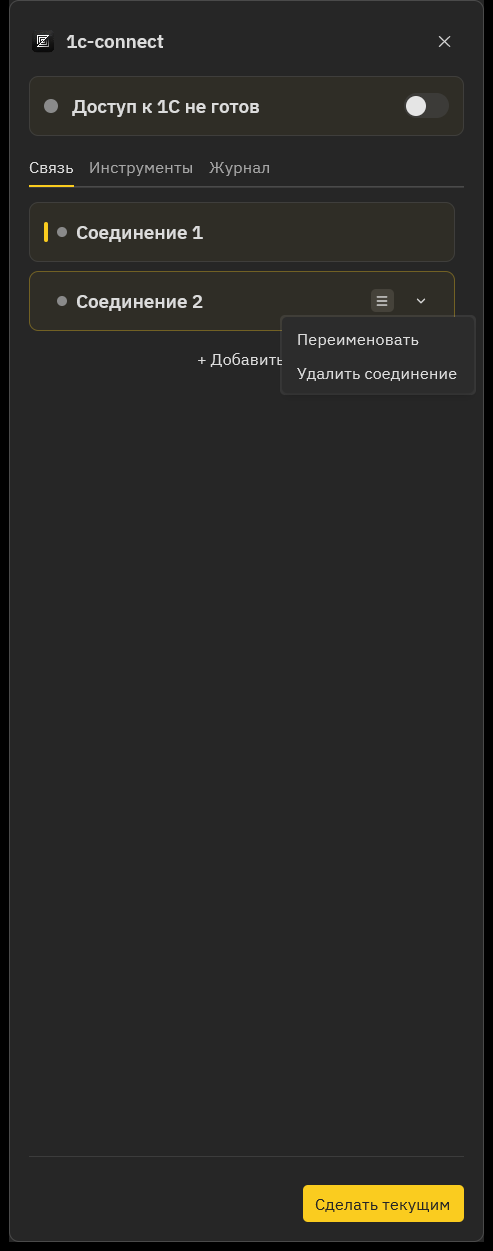 1c-connect
Доступ к 1С не готов
Связь Инструменты Журнал
Соединение 1
Соединение 2
Переименовать
+ Добавить
Удалить соединение
Сделать текущим